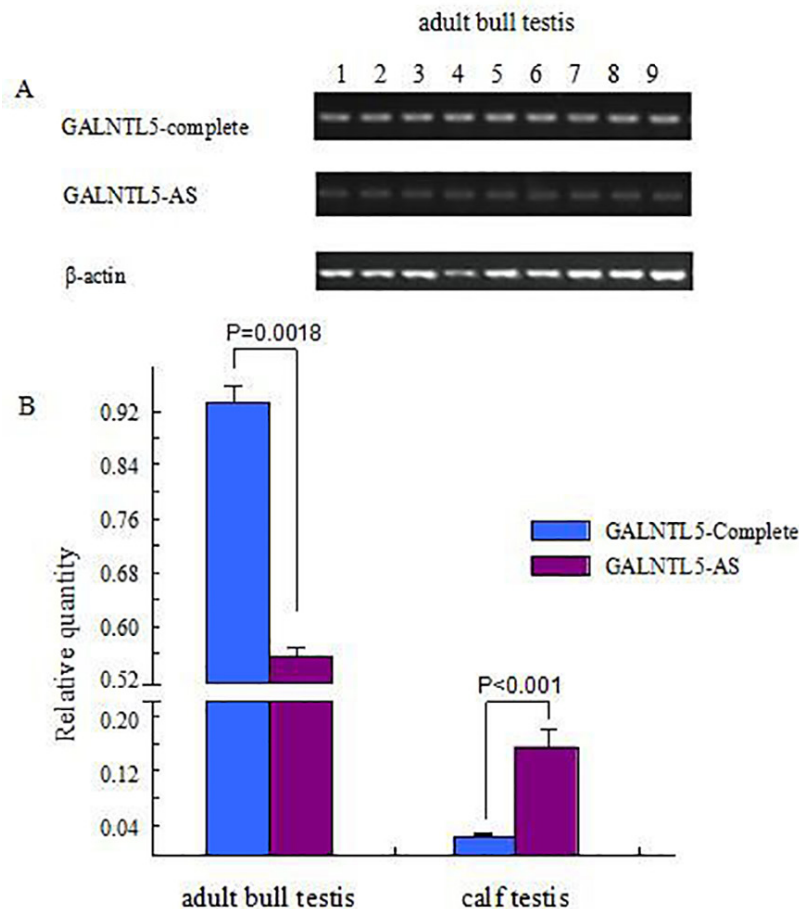 adult bull testis
A
1 2 3 4 5 6 7 8 9
GALNTL5-complete
GALNTL5-AS
β-actin
B
P=0.0018
0.92
0.84
0.76
0.68
0.60
0.52
0.20
0.12
0.04
Relative quantity
GALNTL5-Complete
GALNTL5-AS
P<0.001
adult bull testis
calf testis